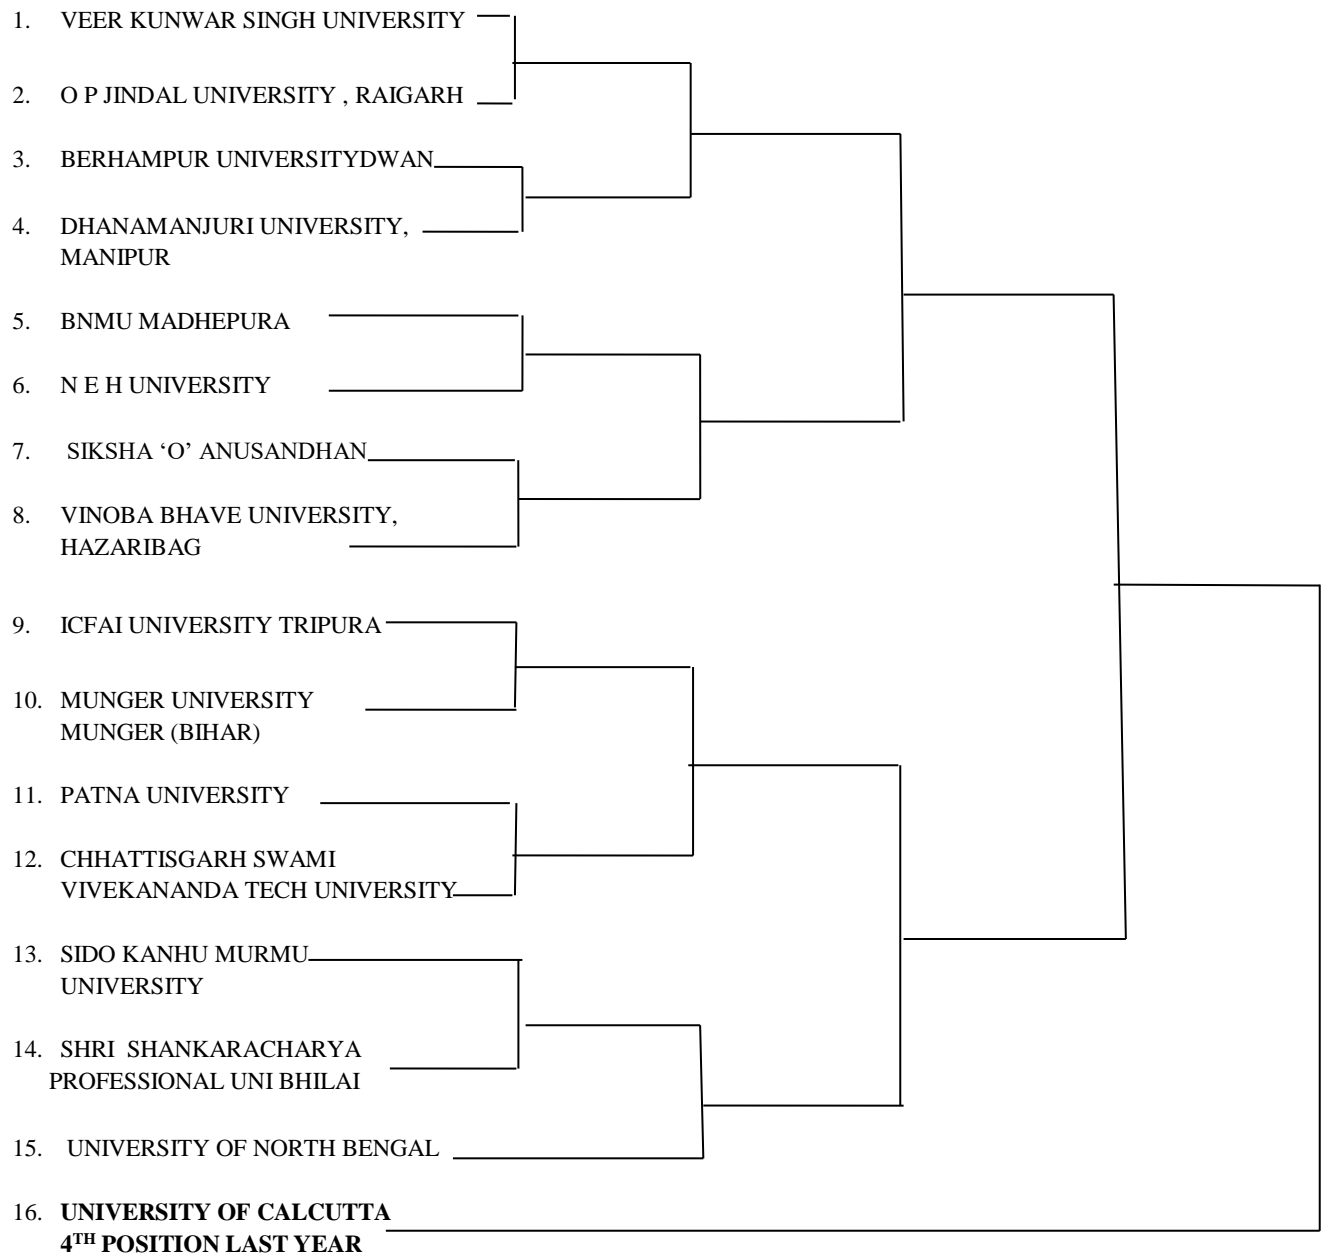 1. VEER KUNWAR SINGH UNIVERSITY
2. O P JINDAL UNIVERSITY , RAIGARH
3. BERHAMPUR UNIVERSITYDWAN
4. DHANAMANJURI UNIVERSITY,
MANIPUR
5. BNMU MADHEPURA
6. N E H UNIVERSITY
7. SIKSHA ‘O’ ANUSANDHAN
8. VINOBA BHAVE UNIVERSITY,
HAZARIBAG
9. ICFAI UNIVERSITY TRIPURA
10. MUNGER UNIVERSITY
MUNGER (BIHAR)
11. PATNA UNIVERSITY
12. CHHATTISGARH SWAMI
VIVEKANANDA TECH UNIVERSITY
13. SIDO KANHU MURMU
UNIVERSITY
14. SHRI SHANKARACHARYA
PROFESSIONAL UNI BHILAI
15. UNIVERSITY OF NORTH BENGAL
16. UNIVERSITY OF CALCUTTA
4TH POSITION LAST YEAR